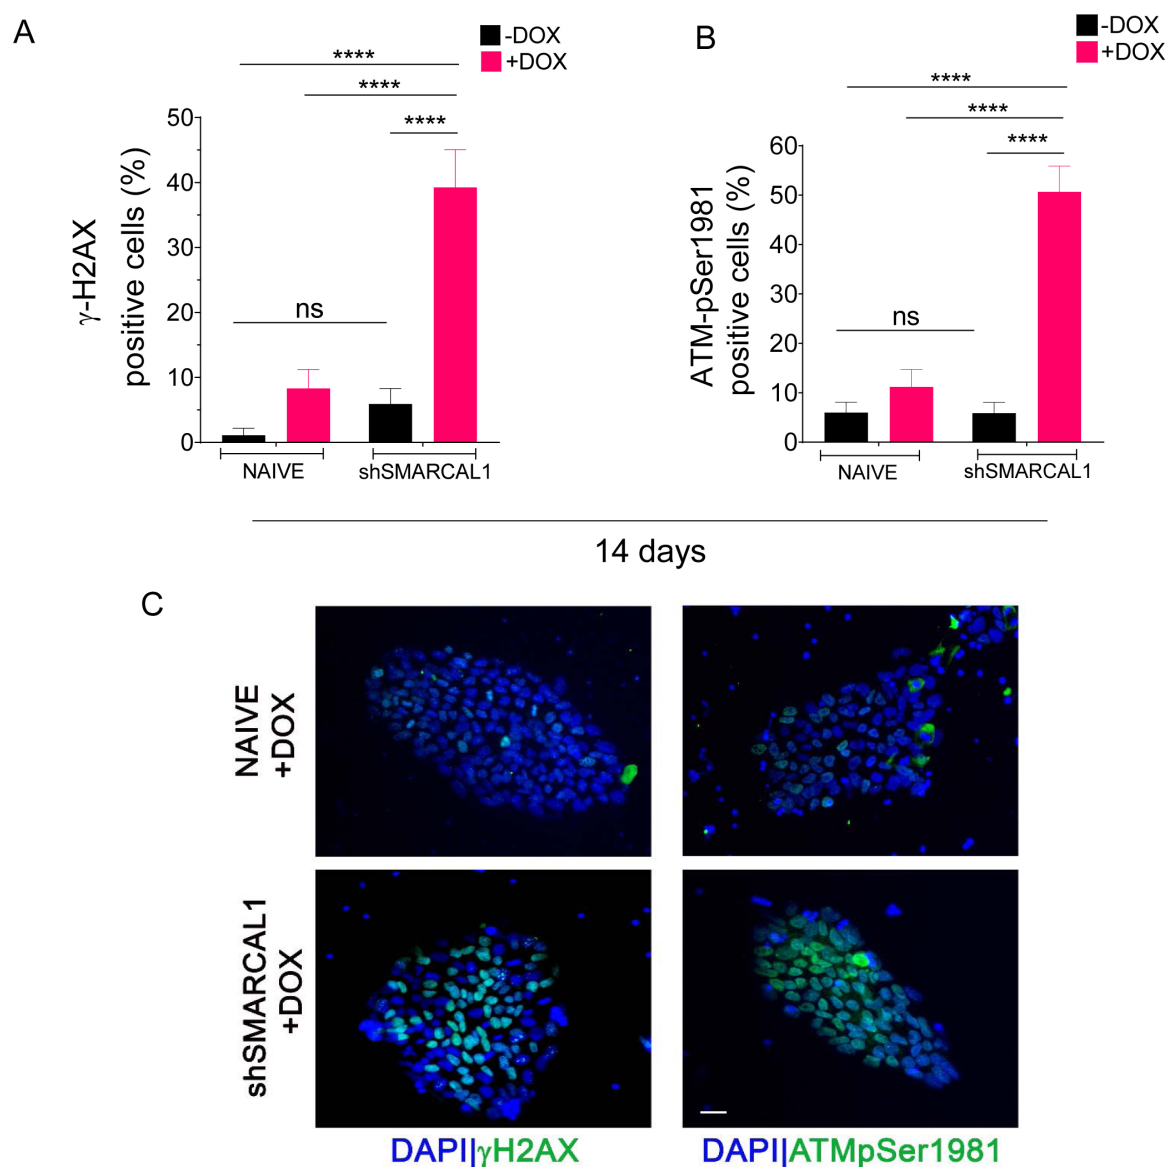 A
-DOX
+DOX
****
****
****
ns
γ-H2AX
positive cells (%)
50
40
30
20
10
0
NAIVE
shSMARCAL1
B
-DOX
+DOX
****
****
****
ns
ATM-pSer1981
positive cells (%)
60
50
40
30
20
10
0
NAIVE
shSMARCAL1
14 days
C
NAIVE
+DOX
shSMARCAL1
+DOX
DAPI|γH2AX
DAPI|ATMpSer1981